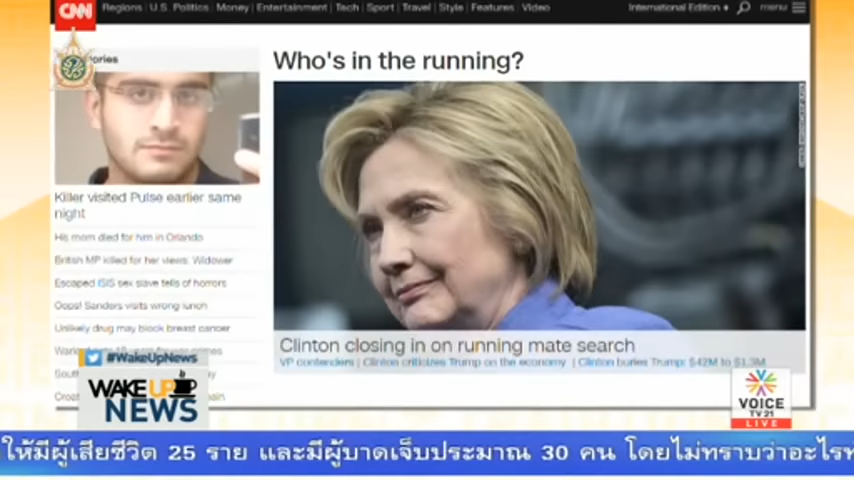 CNN
Regions U.S. Politics Money Entertainment Tech Sport Travel Style Features Video
International Edition menu
Who's in the running?
Killer visited Pulse earlier same
night
His mom died for him in Orlando
British MP killed for her views: Widower
Escaped ISIS sex slave tells of horrors
Oops! Sanders visits wrong lunch
Unlikely drug may block breast cancer
Clinton closing in on running mate search
VP contenders | Clinton criticizes Trump on the economy | Clinton buries Trump: $42M to $1.3M
#WakeUpNews
WAKE UP
NEWS
VOICE
TV 21
LIVE
ให้มีผู้เสียชีวิต 25 ราย และมีผู้บาดเจ็บประมาณ 30 คน โดยไม่ทราบว่าอะไรท